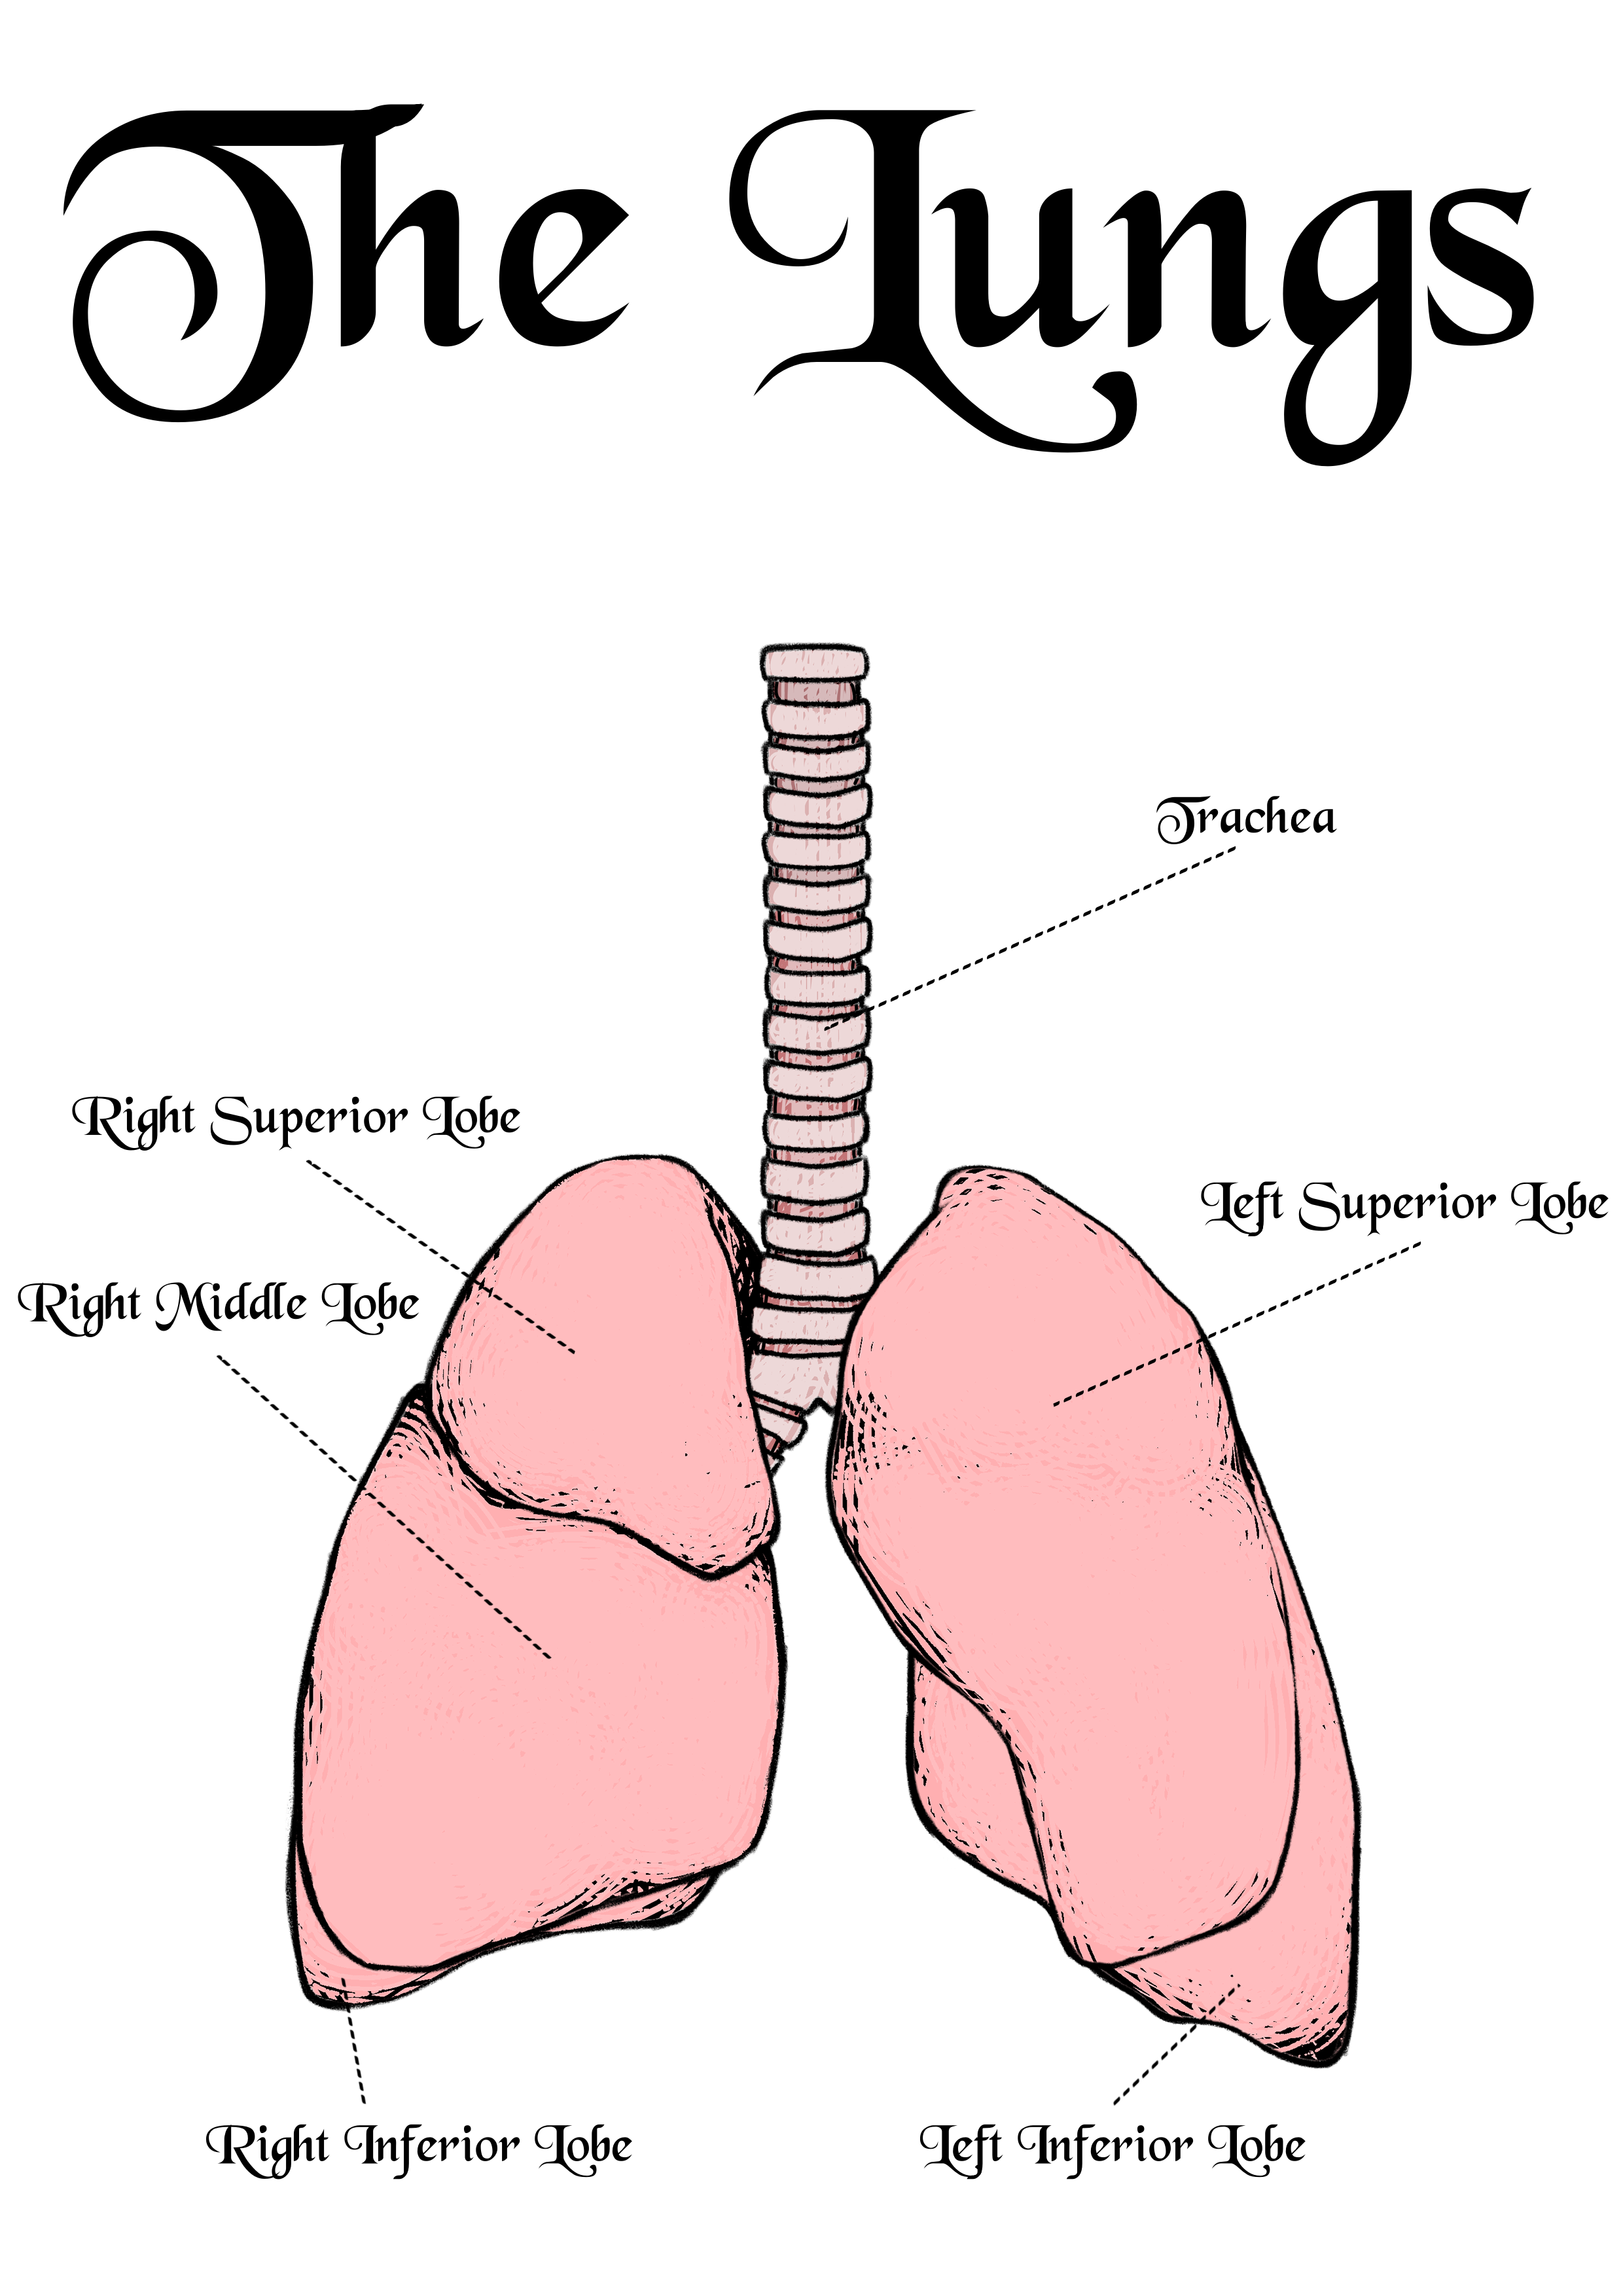 The Lungs
Trachea
Right Superior Lobe
Left Superior Lobe
Right Middle Lobe
Right Inferior Lobe
Left Inferior Lobe